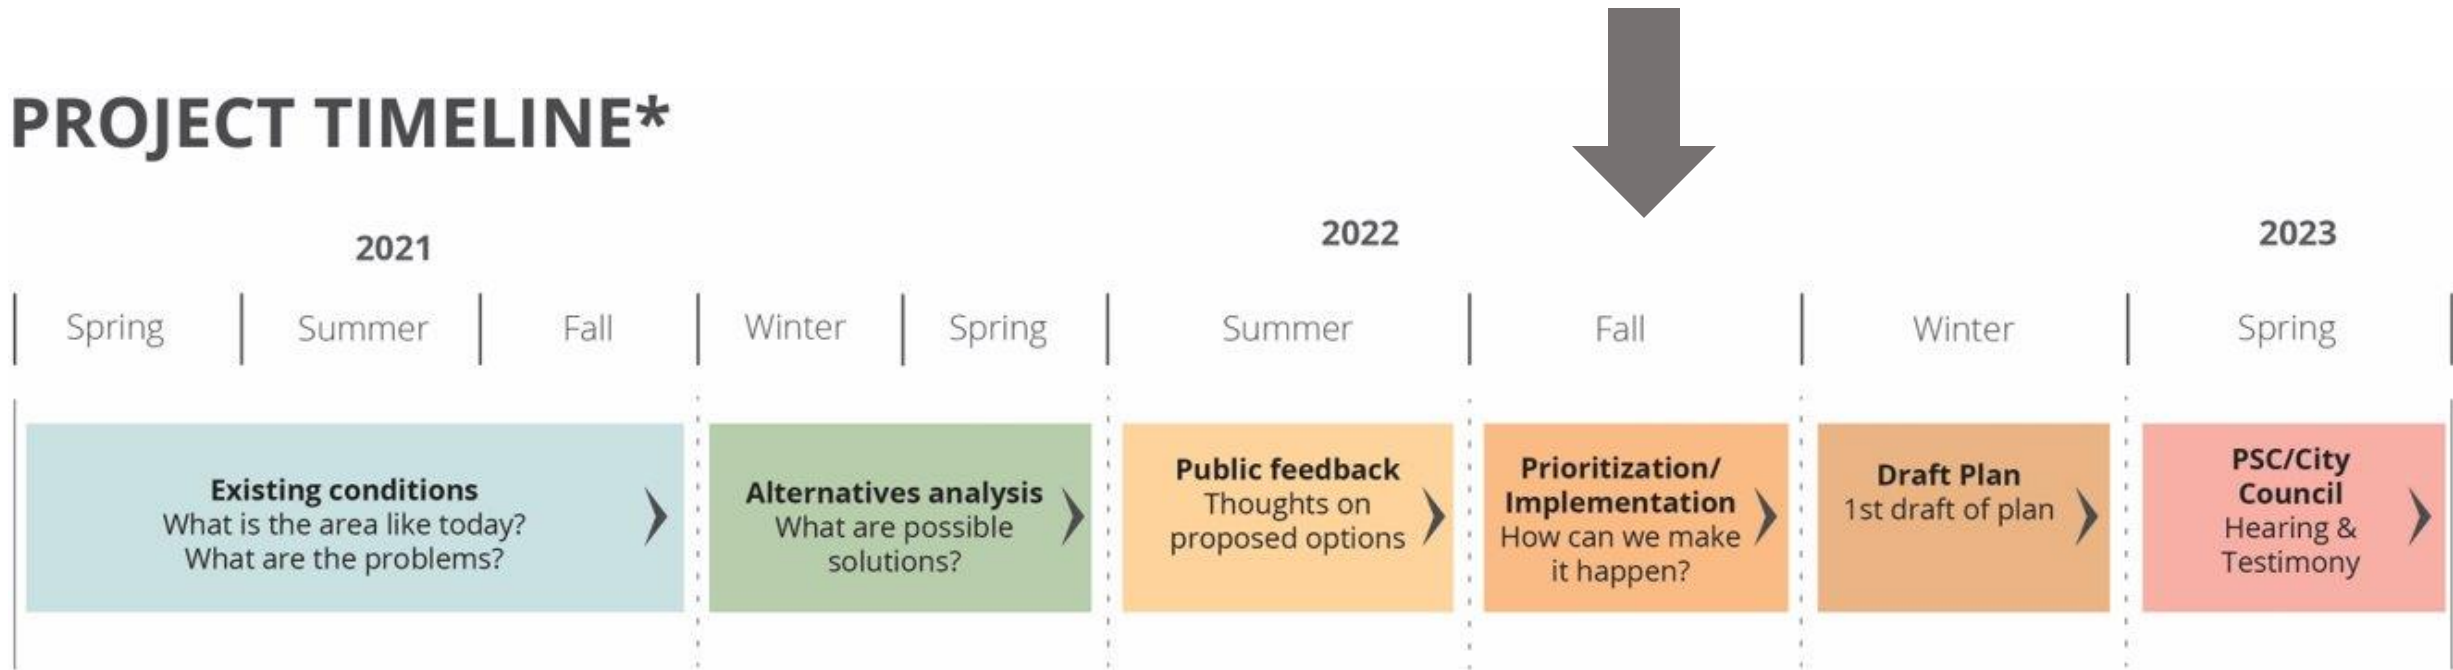 PROJECT TIMELINE*
2021
2022
2023
Spring
Summer
Fall
Winter
Spring
Summer
Fall
Winter
Spring
Existing conditions
What is the area like today?
What are the problems?
Alternatives analysis
What are possible
solutions?
Public feedback
Thoughts on
proposed options
Prioritization/
Implementation
How can we make
it happen?
Draft Plan
1st draft of plan
PSC/City
Council
Hearing &
Testimony